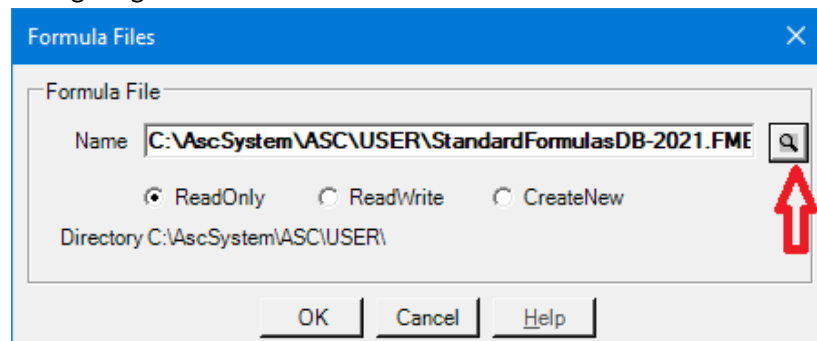 Formula Files
Formula File
Name C:\AscSystem\ASC\USER\StandardFormulasDB-2021.FME
ReadOnly ReadWrite CreateNew
Directory C:\AscSystem\ASC\USER\
OK Cancel Help